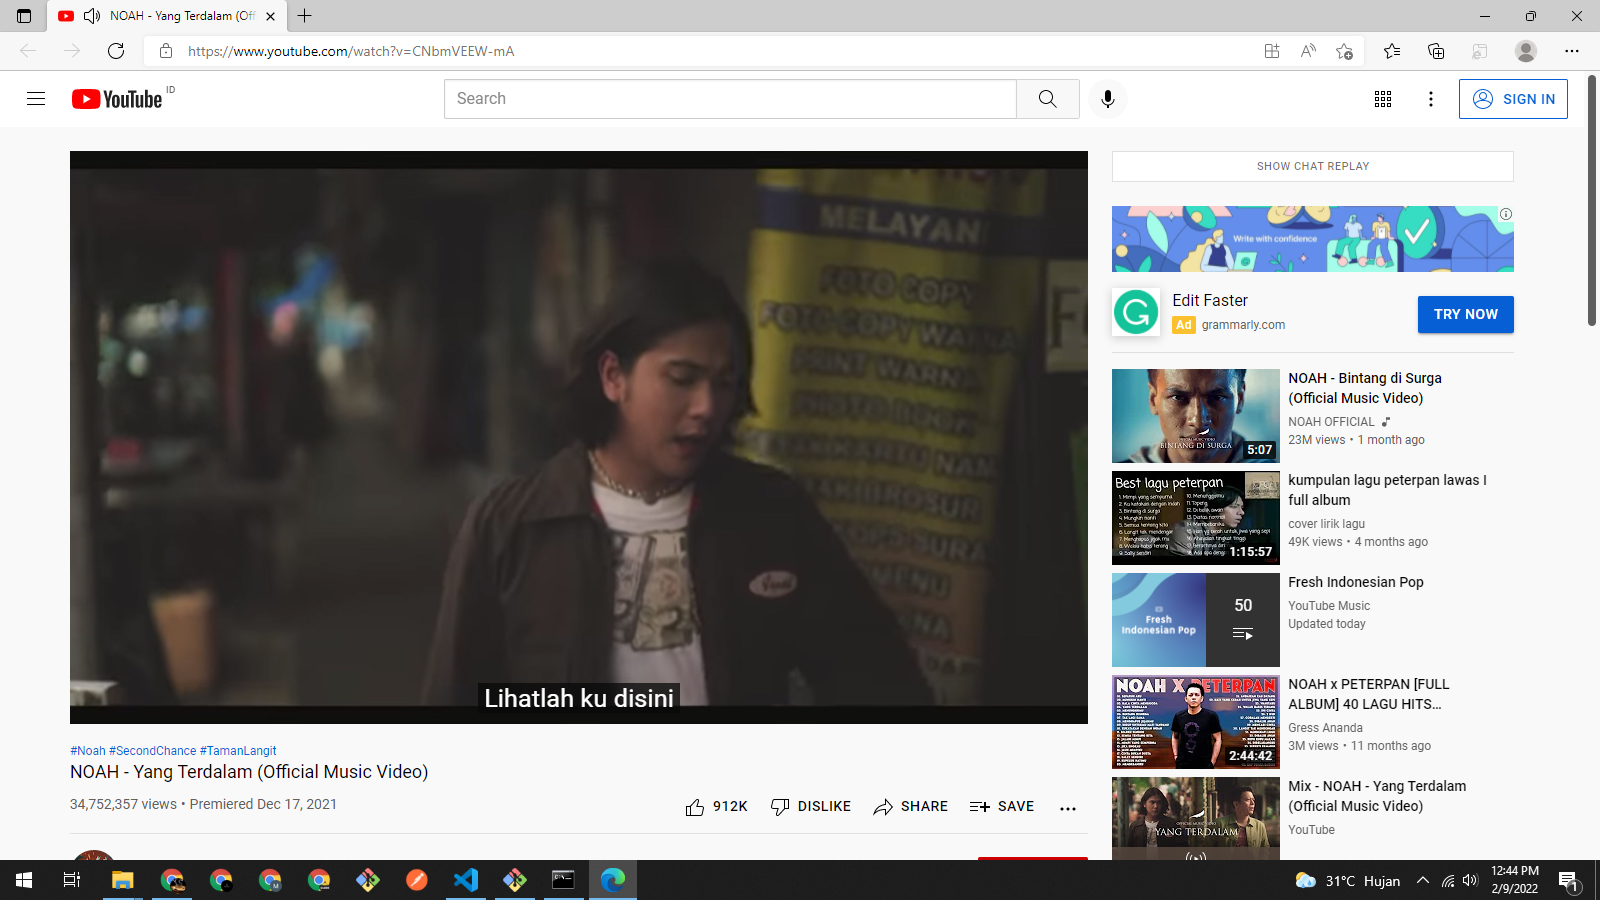 NOAH - Yang Terdalam (Off
https://www.youtube.com/watch?v=CNbmVEEW-mA
YouTube ID
Search
SIGN IN
MELAYANI
FOTO COPY
FOTO COPY WARNA
PRINT WARNA
Lihatlah ku disini
#Noah #SecondChance #TamanLangit
NOAH - Yang Terdalam (Official Music Video)
34,752,357 views • Premiered Dec 17, 2021
912K
DISLIKE
SHARE
SAVE
SHOW CHAT REPLAY
Write with confidence
Edit Faster
Ad grammarly.com
TRY NOW
BINTANG DI SURGA
5:07
NOAH - Bintang di Surga
(Official Music Video)
NOAH OFFICIAL
23M views • 1 month ago
Best lagu peterpan
1:15:57
kumpulan lagu peterpan lawas I
full album
cover lirik lagu
49K views • 4 months ago
Fresh
Indonesian Pop
50
Fresh Indonesian Pop
YouTube Music
Updated today
NOAH X PETERPAN
2:44:42
NOAH x PETERPAN [FULL
ALBUM] 40 LAGU HITS...
Gress Ananda
3M views • 11 months ago
OFFICIAL MUSIC VIDEO
YANG TERDALAM
Mix - NOAH - Yang Terdalam
(Official Music Video)
YouTube
31°C Hujan
12:44 PM
2/9/2022
1